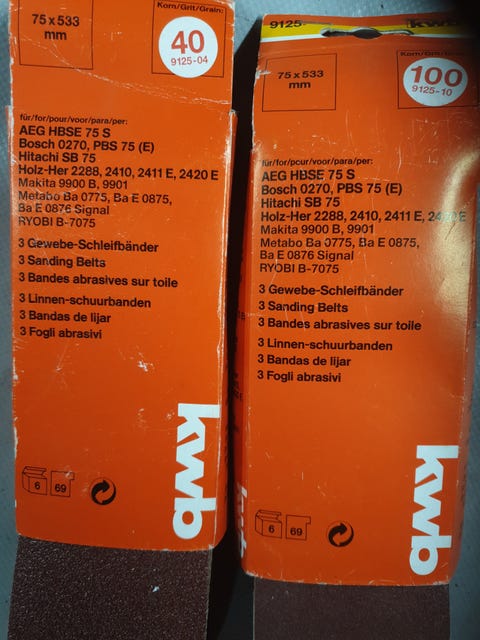 Korn/Grit/Grain:
75 x 533
mm
40
9125-04
für/for/pour/voor/para/per:
AEG HBSE 75 S
Bosch 0270, PBS 75 (E)
Hitachi SB 75
Holz-Her 2288, 2410, 2411 E, 2420 E
Makita 9900 B, 9901
Metabo Ba 0775, Ba E 0875,
Ba E 0876 Signal
RYOBI B-7075
3 Gewebe-Schleifbänder
3 Sanding Belts
3 Bandes abrasives sur toile
3 Linnen-schuurbanden
3 Bandas de lijar
3 Fogli abrasivi
kwb
6
69
9125-
kwb
Korn/Grit/Grain:
75 x 533
mm
100
9125-10
für/for/pour/voor/para/per:
AEG HBSE 75 S
Bosch 0270, PBS 75 (E)
Hitachi SB 75
Holz-Her 2288, 2410, 2411 E, 2420 E
Makita 9900 B, 9901
Metabo Ba 0775, Ba E 0875,
Ba E 0876 Signal
RYOBI B-7075
3 Gewebe-Schleifbänder
3 Sanding Belts
3 Bandes abrasives sur toile
3 Linnen-schuurbanden
3 Bandas de lijar
3 Fogli abrasivi
kwb
6
69
kwb